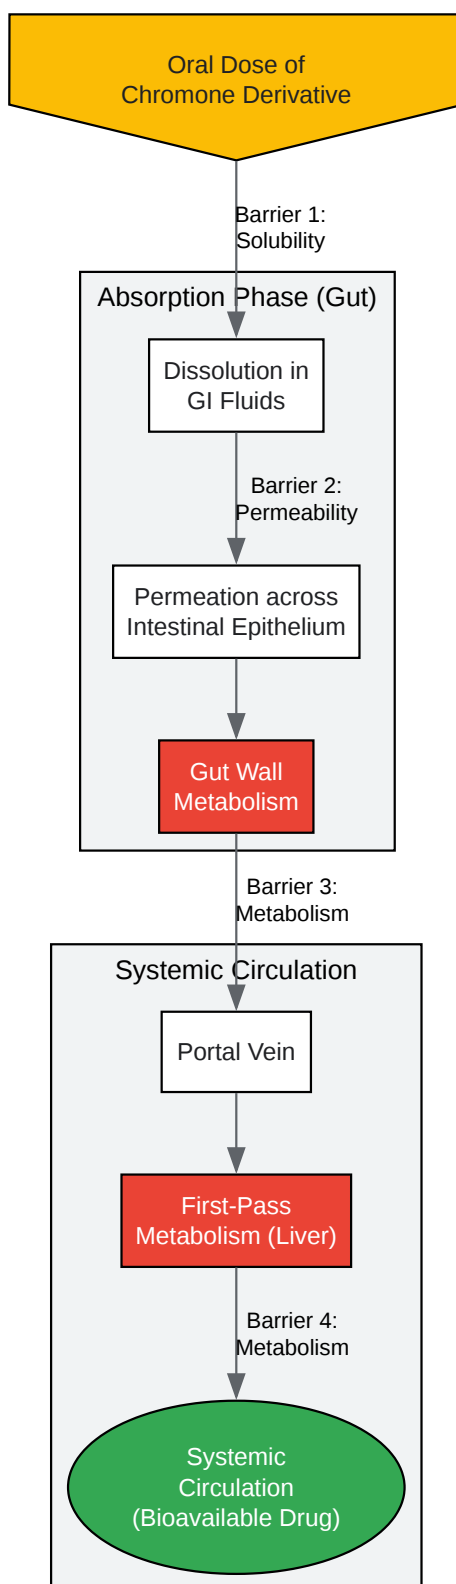 Oral Dose of
Chromone Derivative
Barrier 1:
Solubility
Absorption Phase (Gut)
Dissolution in
GI Fluids
Barrier 2:
Permeability
Permeation across
Intestinal Epithelium
Gut Wall
Metabolism
Barrier 3:
Metabolism
Systemic Circulation
Portal Vein
First-Pass
Metabolism (Liver)
Barrier 4:
Metabolism
Systemic
Circulation
(Bioavailable Drug)